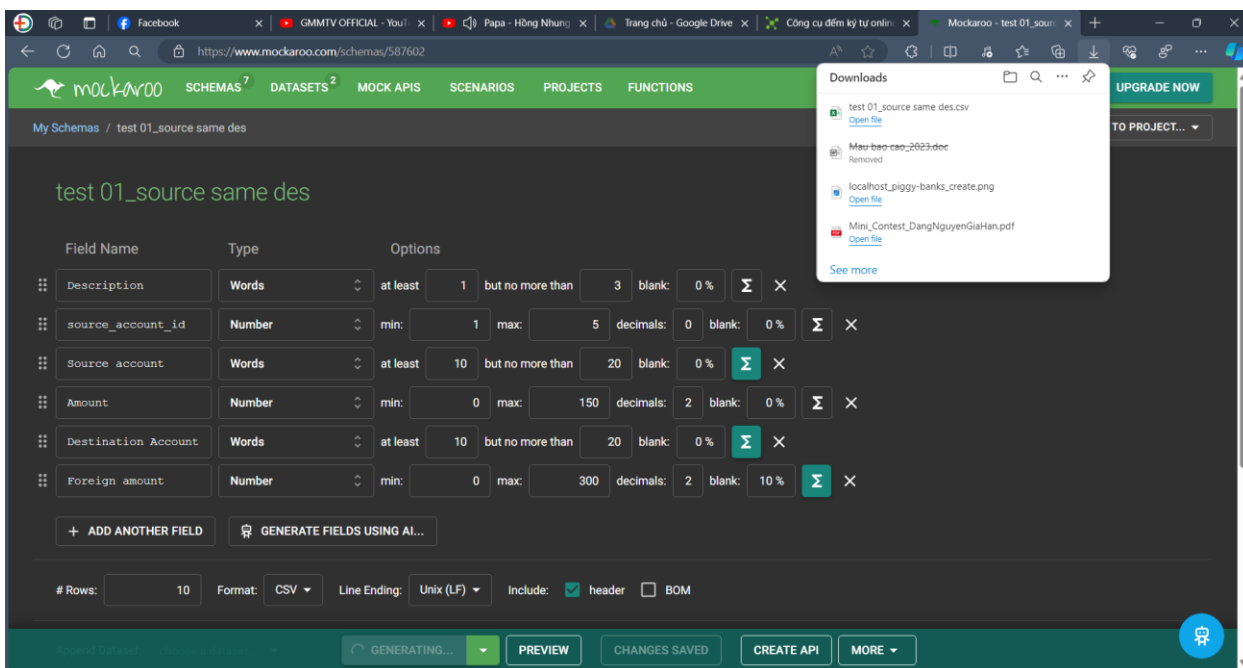 Facebook
GMMTV OFFICIAL - YouT
Papa - Hồng Nhung
Trang chủ - Google Drive
Công cụ đếm ký tự onlin
Mockaroo - test 01_sourc
https://www.mockaroo.com/schemas/587602
mockaroo
SCHEMAS 7
DATASETS 2
MOCK APIS
SCENARIOS
PROJECTS
FUNCTIONS
UPGRADE NOW
My Schemas / test 01_source same des
TO PROJECT...
Downloads
test 01_source same des.csv
Open file
Mau bao cao_2023.doc
Removed
localhost_piggy-banks_create.png
Open file
Mini_Contest_DangNguyenGiaHan.pdf
Open file
See more
test 01_source same des
Field Name Type Options
Description Words at least 1 but no more than 3 blank: 0 % Σ
source_account_id Number min: 1 max: 5 decimals: 0 blank: 0 % Σ
Source account Words at least 10 but no more than 20 blank: 0 % Σ
Amount Number min: 0 max: 150 decimals: 2 blank: 0 % Σ
Destination Account Words at least 10 but no more than 20 blank: 0 % Σ
Foreign amount Number min: 0 max: 300 decimals: 2 blank: 10 % Σ
+ ADD ANOTHER FIELD GENERATE FIELDS USING AI...
# Rows: 10 Format: CSV Line Ending: Unix (LF) Include: header BOM
Append Dataset:
GENERATING... PREVIEW CHANGES SAVED CREATE API MORE